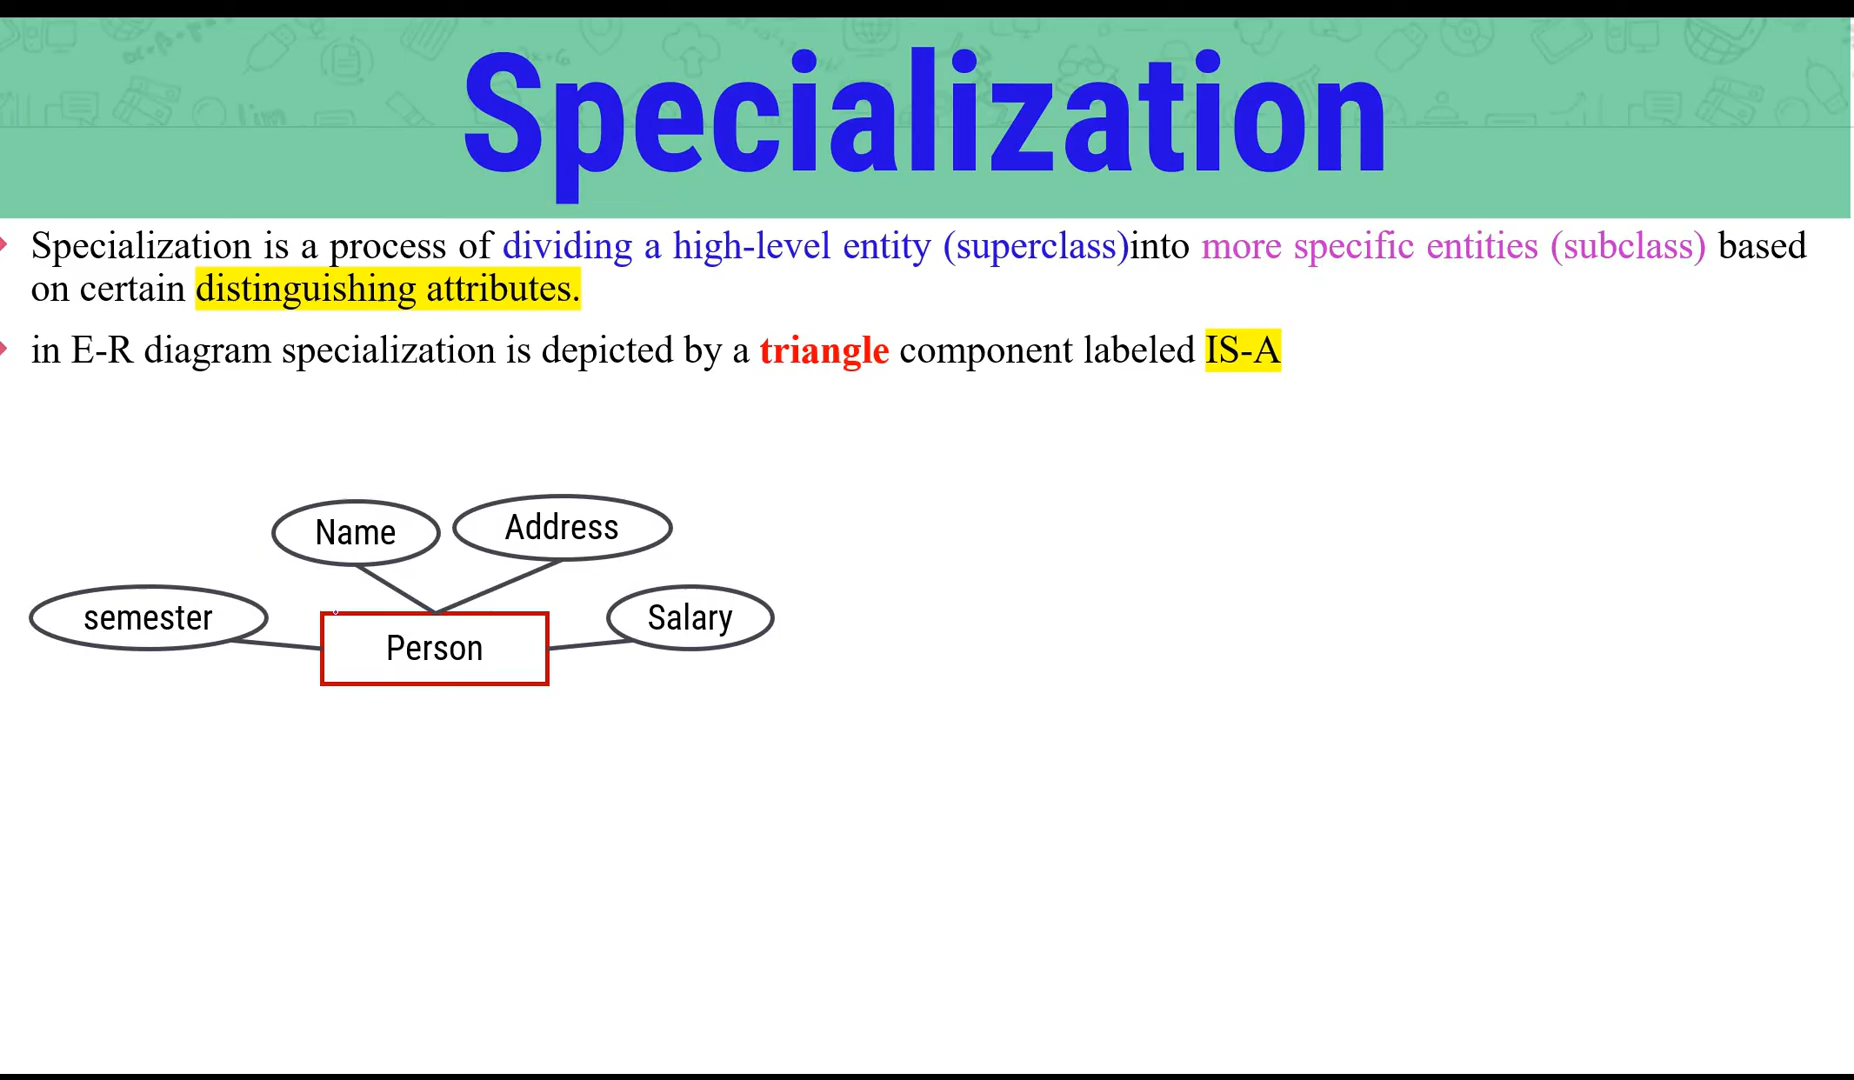 Specialization
Specialization is a process of dividing a high-level entity (superclass)into more specific entities (subclass) based
on certain distinguishing attributes.
in E-R diagram specialization is depicted by a triangle component labeled IS-A
Name
Address
semester
Salary
Person